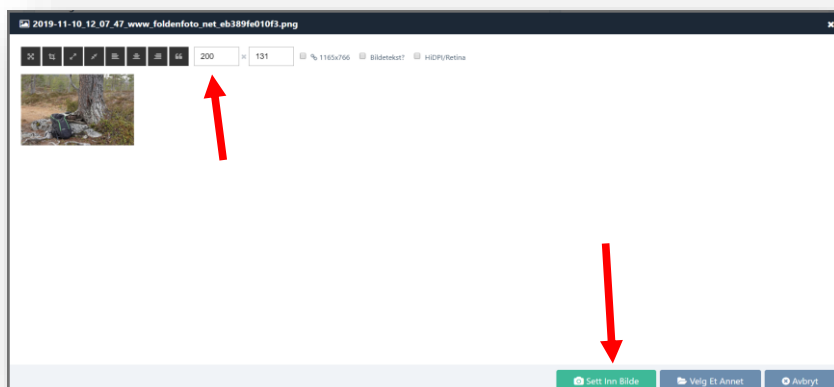 2019-11-10_12_07_47_www_foldenfoto_net_eb389fe010f3.png
200 × 131 1165x766 Bildetekst? HiDPI/Retina
Sett Inn Bilde Velg Et Annet Avbryt